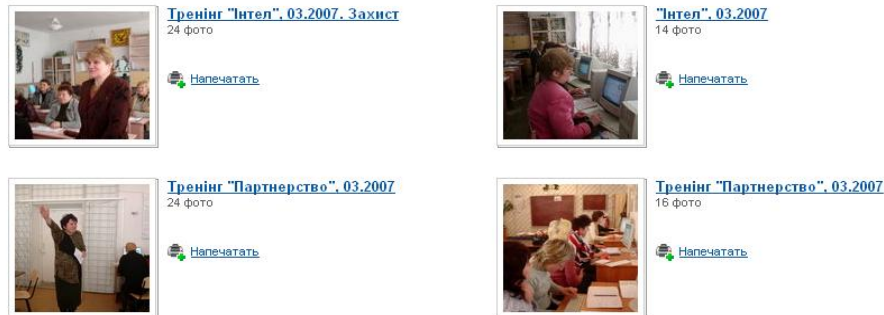 Тренінг "Інтел", 03.2007. Захист
24 фото
Напечатать
"Інтел", 03.2007
14 фото
Напечатать
Тренінг "Партнерство", 03.2007
24 фото
Напечатать
Тренінг "Партнерство", 03.2007
16 фото
Напечатать